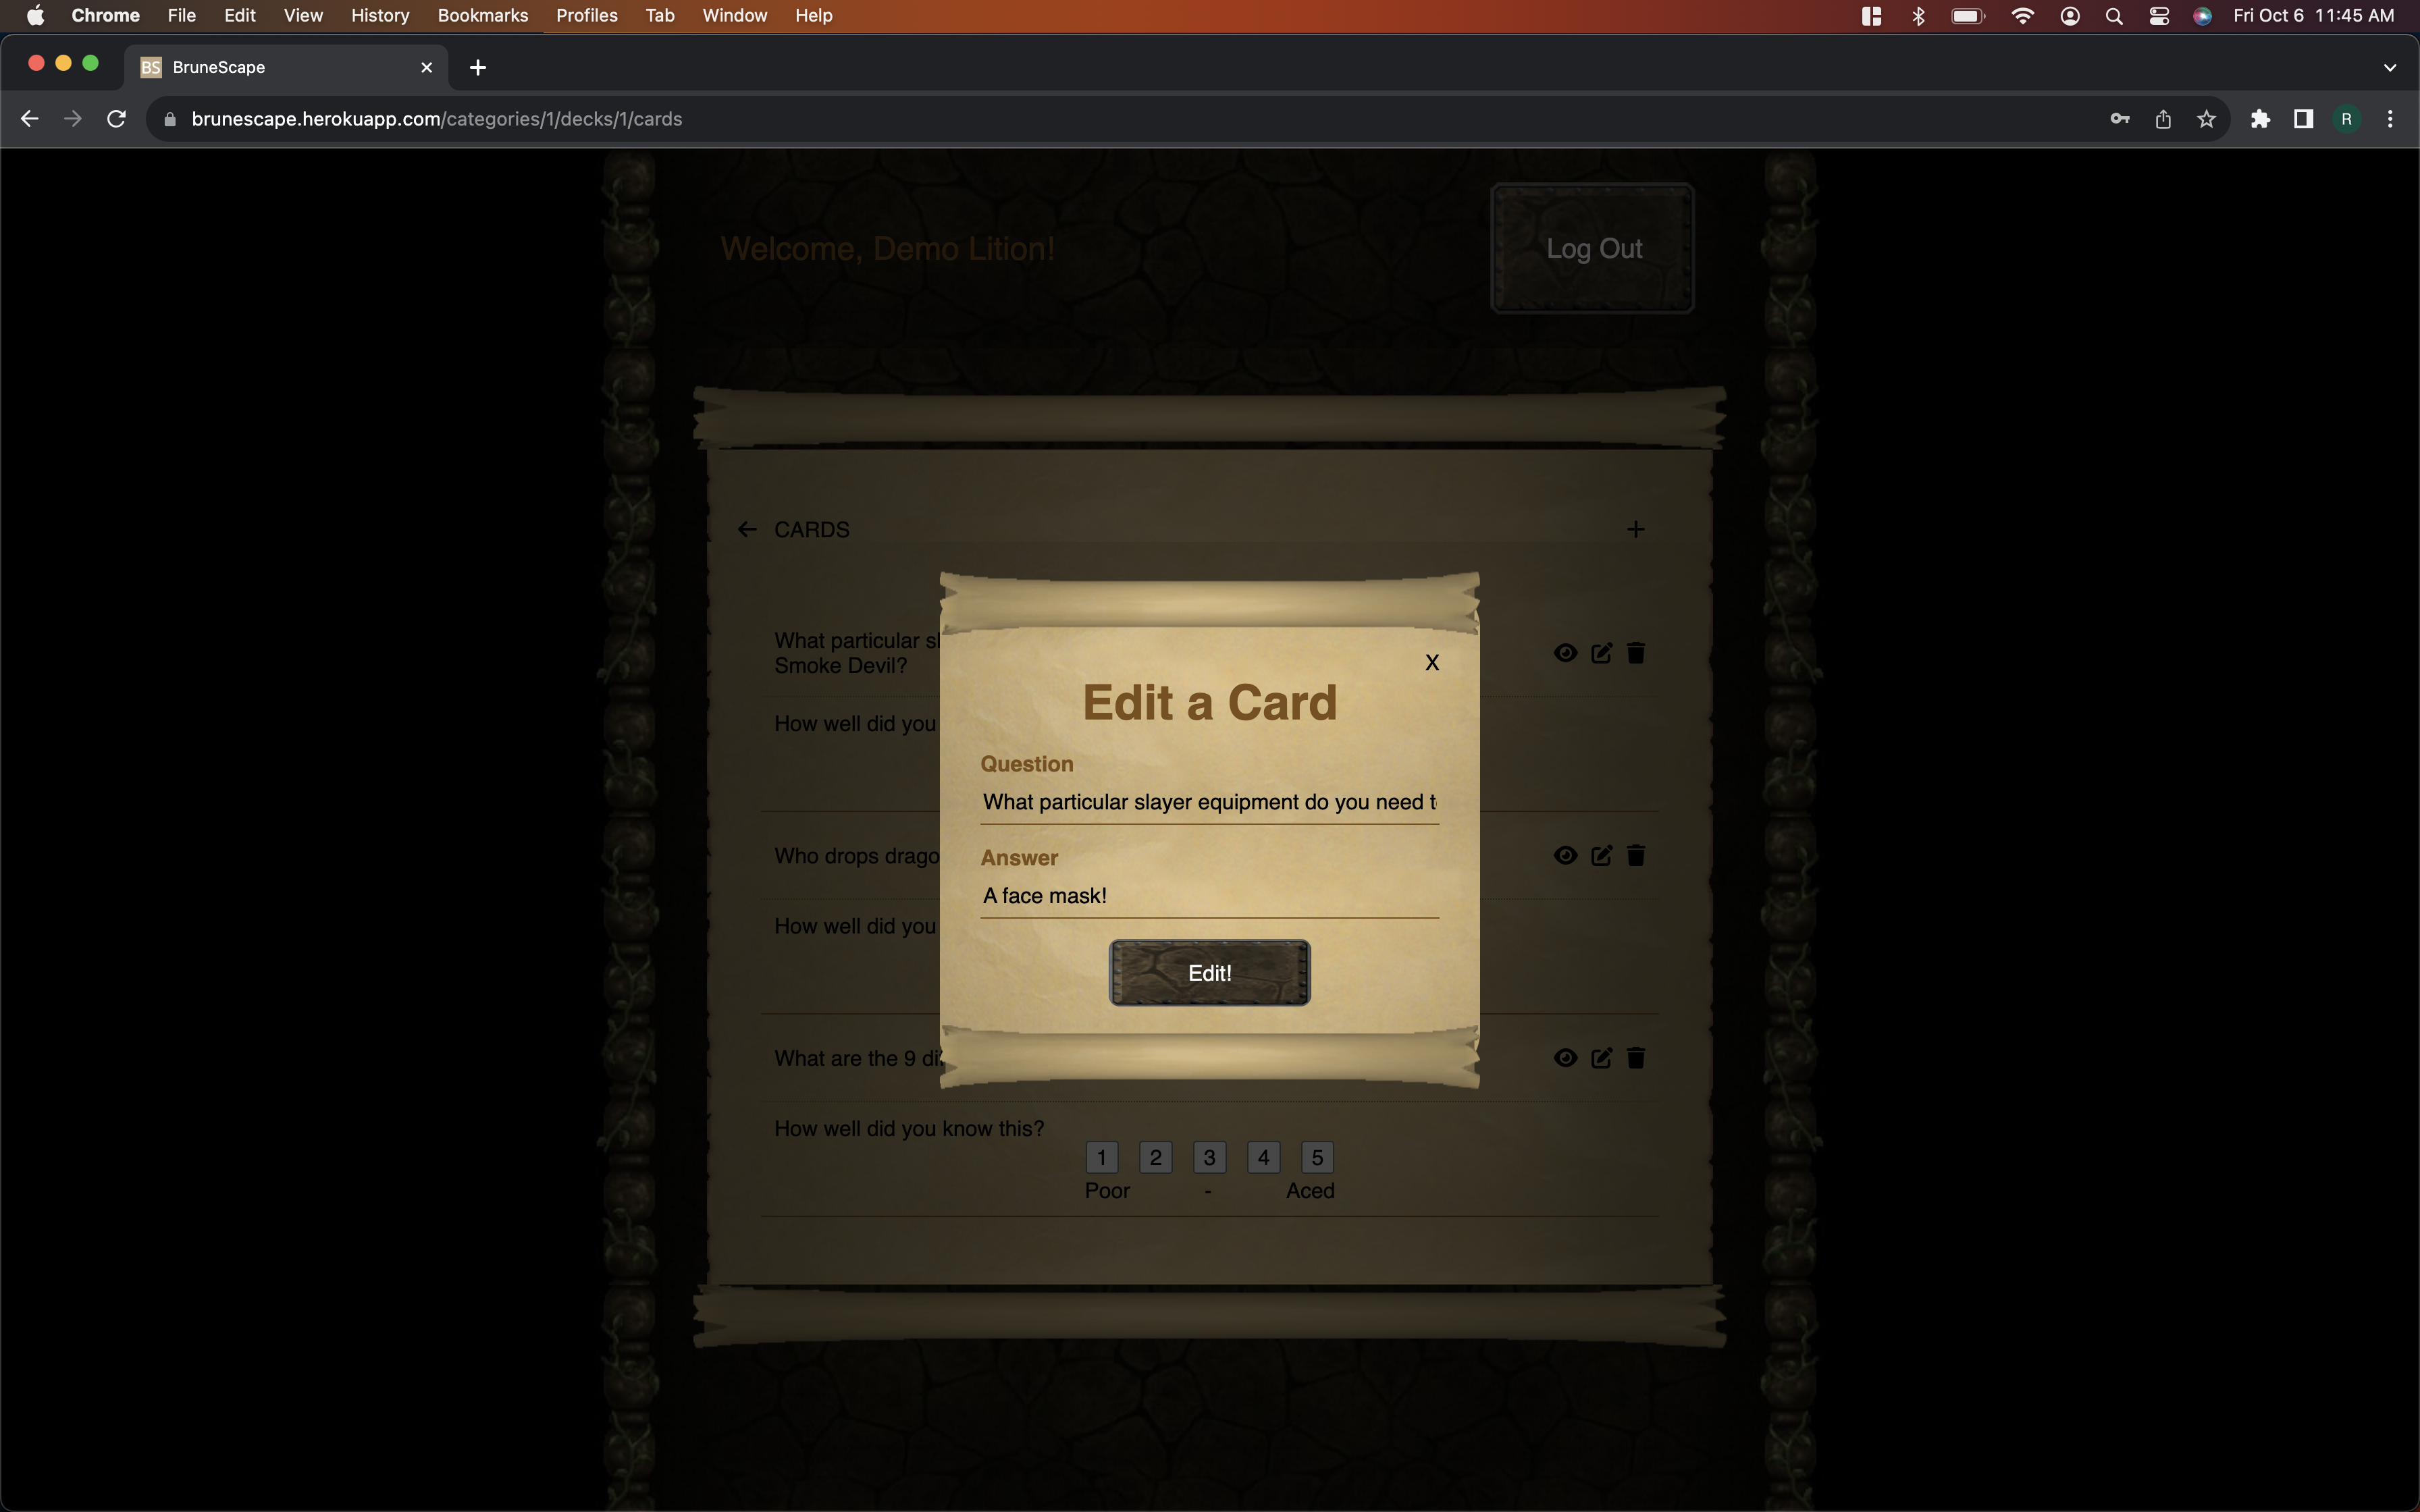 Chrome File Edit View History Bookmarks Profiles Tab Window Help Fri Oct 6 11:45 AM
BS BruneScape
brunescape.herokuapp.com/categories/1/decks/1/cards R
Welcome, Demo Lition!
Log Out
CARDS
What particular sl
Smoke Devil?
How well did you
Who drops drago
How well did you
What are the 9 di
How well did you know this?
1 2 3 4 5
Poor - Aced
X
Edit a Card
Question
What particular slayer equipment do you need t
Answer
A face mask!
Edit!